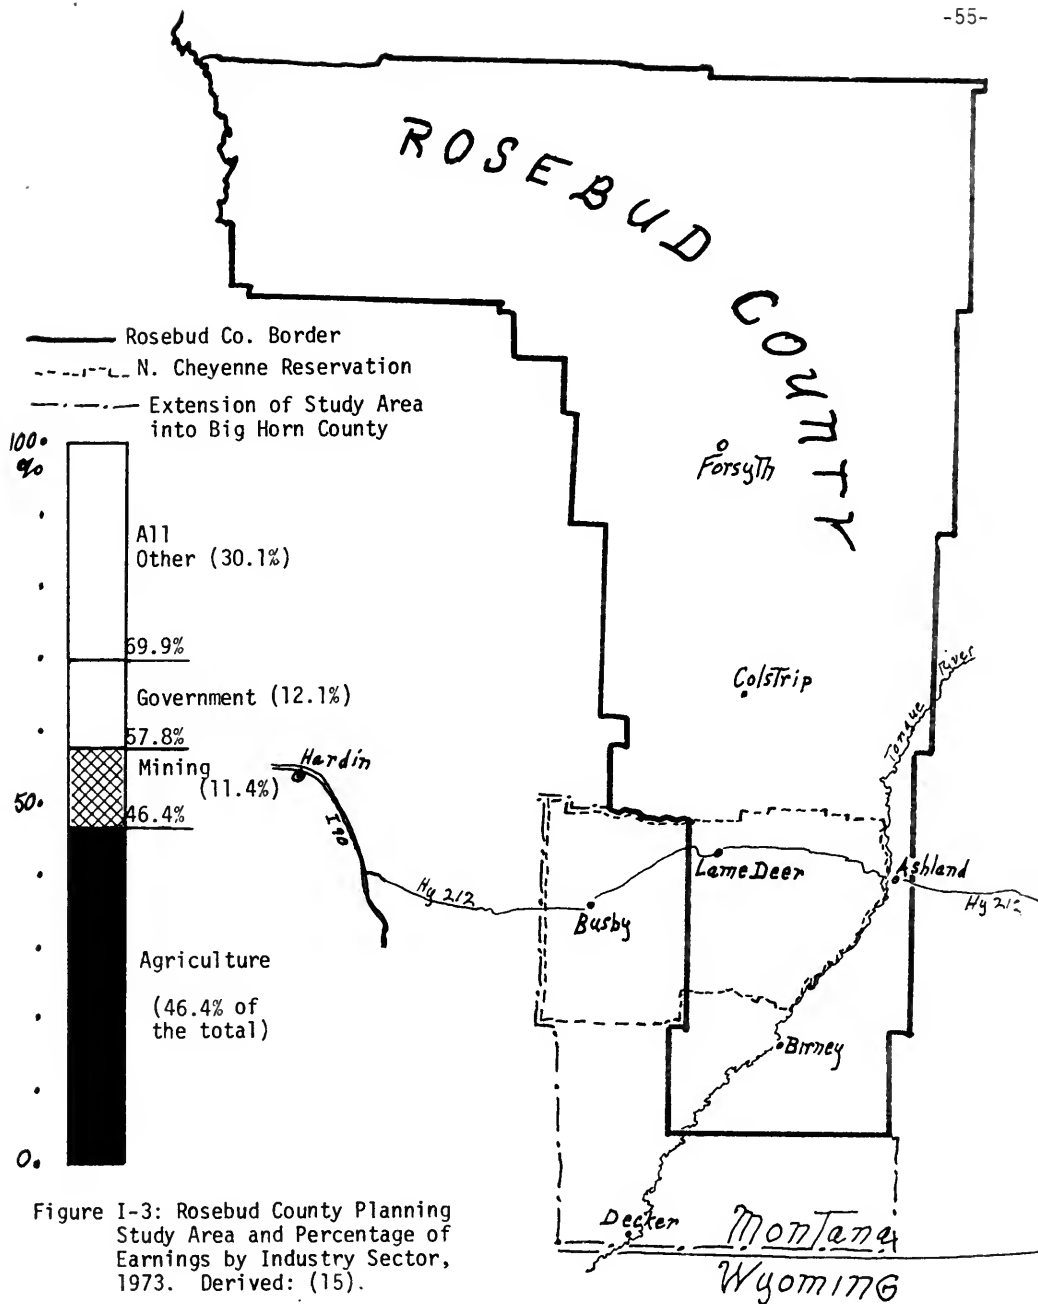 -55-
ROSEBUD COUNTY
Rosebud Co. Border
N. Cheyenne Reservation
Extension of Study Area
into Big Horn County
100.
%
All
Other (30.1%)
69.9%
Government (12.1%)
57.8%
Mining
(11.4%)
50.
46.4%
Agriculture
(46.4% of
the total)
0.
Forsyth
Colstrip
Tongue River
Hardin
I90
Hy 212
Busby
Lame Deer
Ashland
Hy 212
Birney
Decker
Montana
Wyoming
Figure I-3: Rosebud County Planning
Study Area and Percentage of
Earnings by Industry Sector,
1973. Derived: (15).